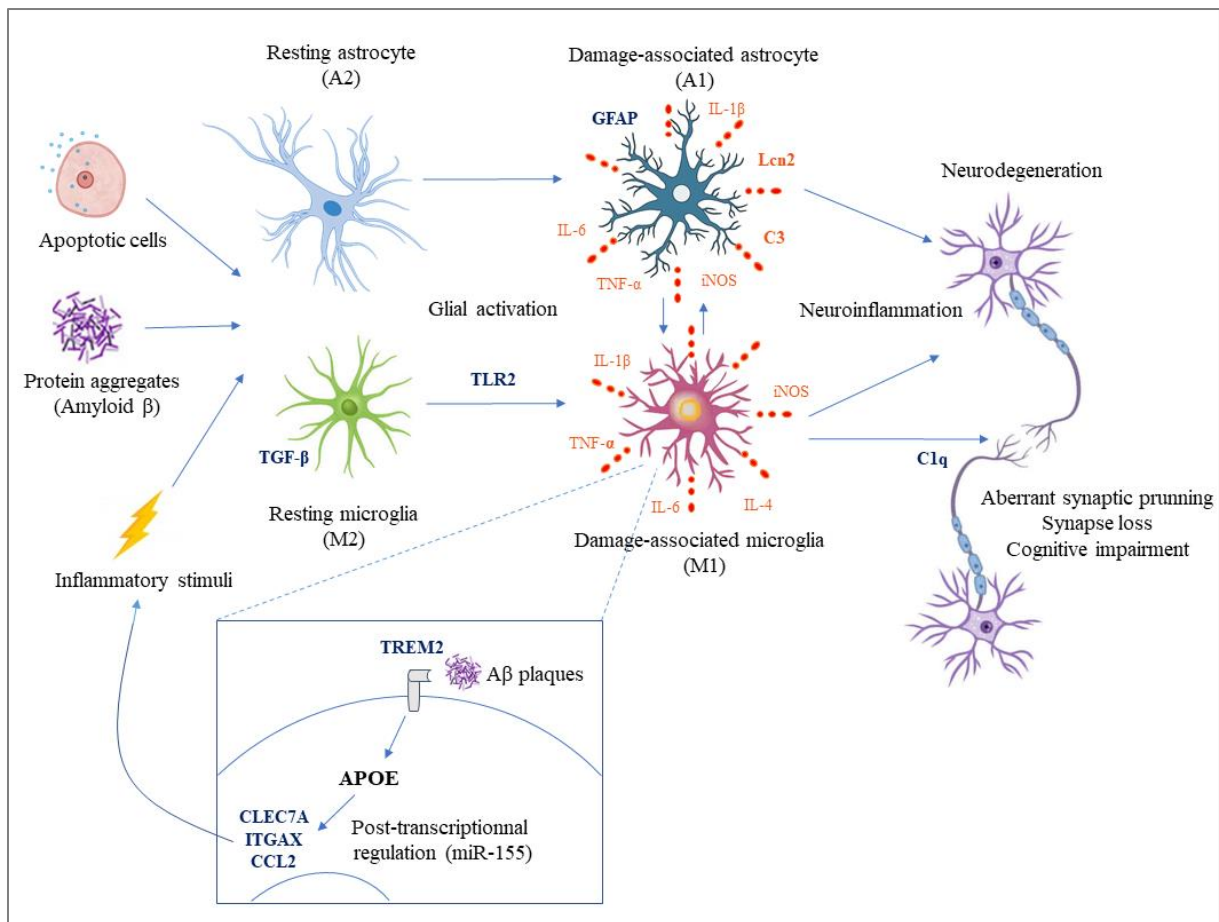 Resting astrocyte
(A2)
Damage-associated astrocyte
(A1)
GFAP
IL-1β
Lcn2
C3
iNOS
TNF-α
IL-6
Apoptotic cells
Protein aggregates
(Amyloid β)
Inflammatory stimuli
Glial activation
TLR2
TGF-β
Resting microglia
(M2)
IL-1β
iNOS
TNF-α
IL-6
IL-4
Damage-associated microglia
(M1)
Neurodegeneration
Neuroinflammation
C1q
Aberrant synaptic prunning
Synapse loss
Cognitive impairment
TREM2
Aβ plaques
APOE
CLEC7A
ITGAX
CCL2
Post-transcriptionnal
regulation (miR-155)